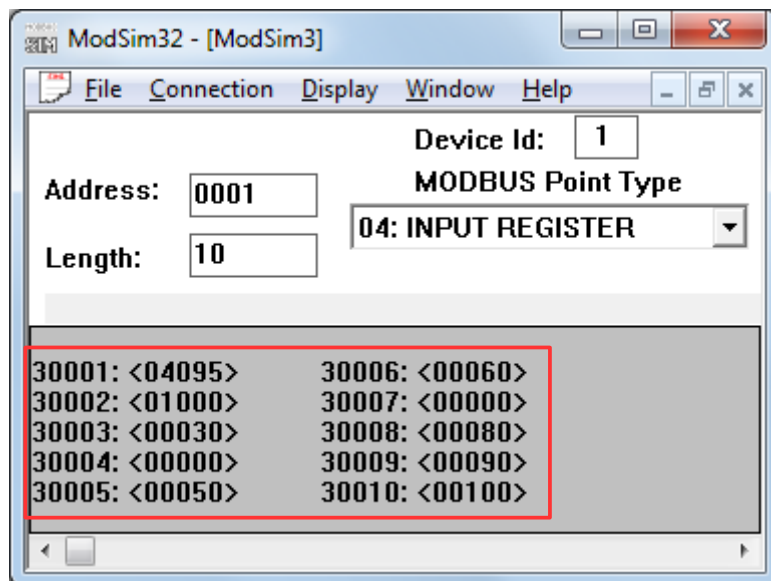 ModSim32 - [ModSim3]
File Connection Display Window Help
Device Id: 1
Address: 0001
MODBUS Point Type
04: INPUT REGISTER
Length: 10
30001: <04095> 30006: <00060>
30002: <01000> 30007: <00000>
30003: <00030> 30008: <00080>
30004: <00000> 30009: <00090>
30005: <00050> 30010: <00100>